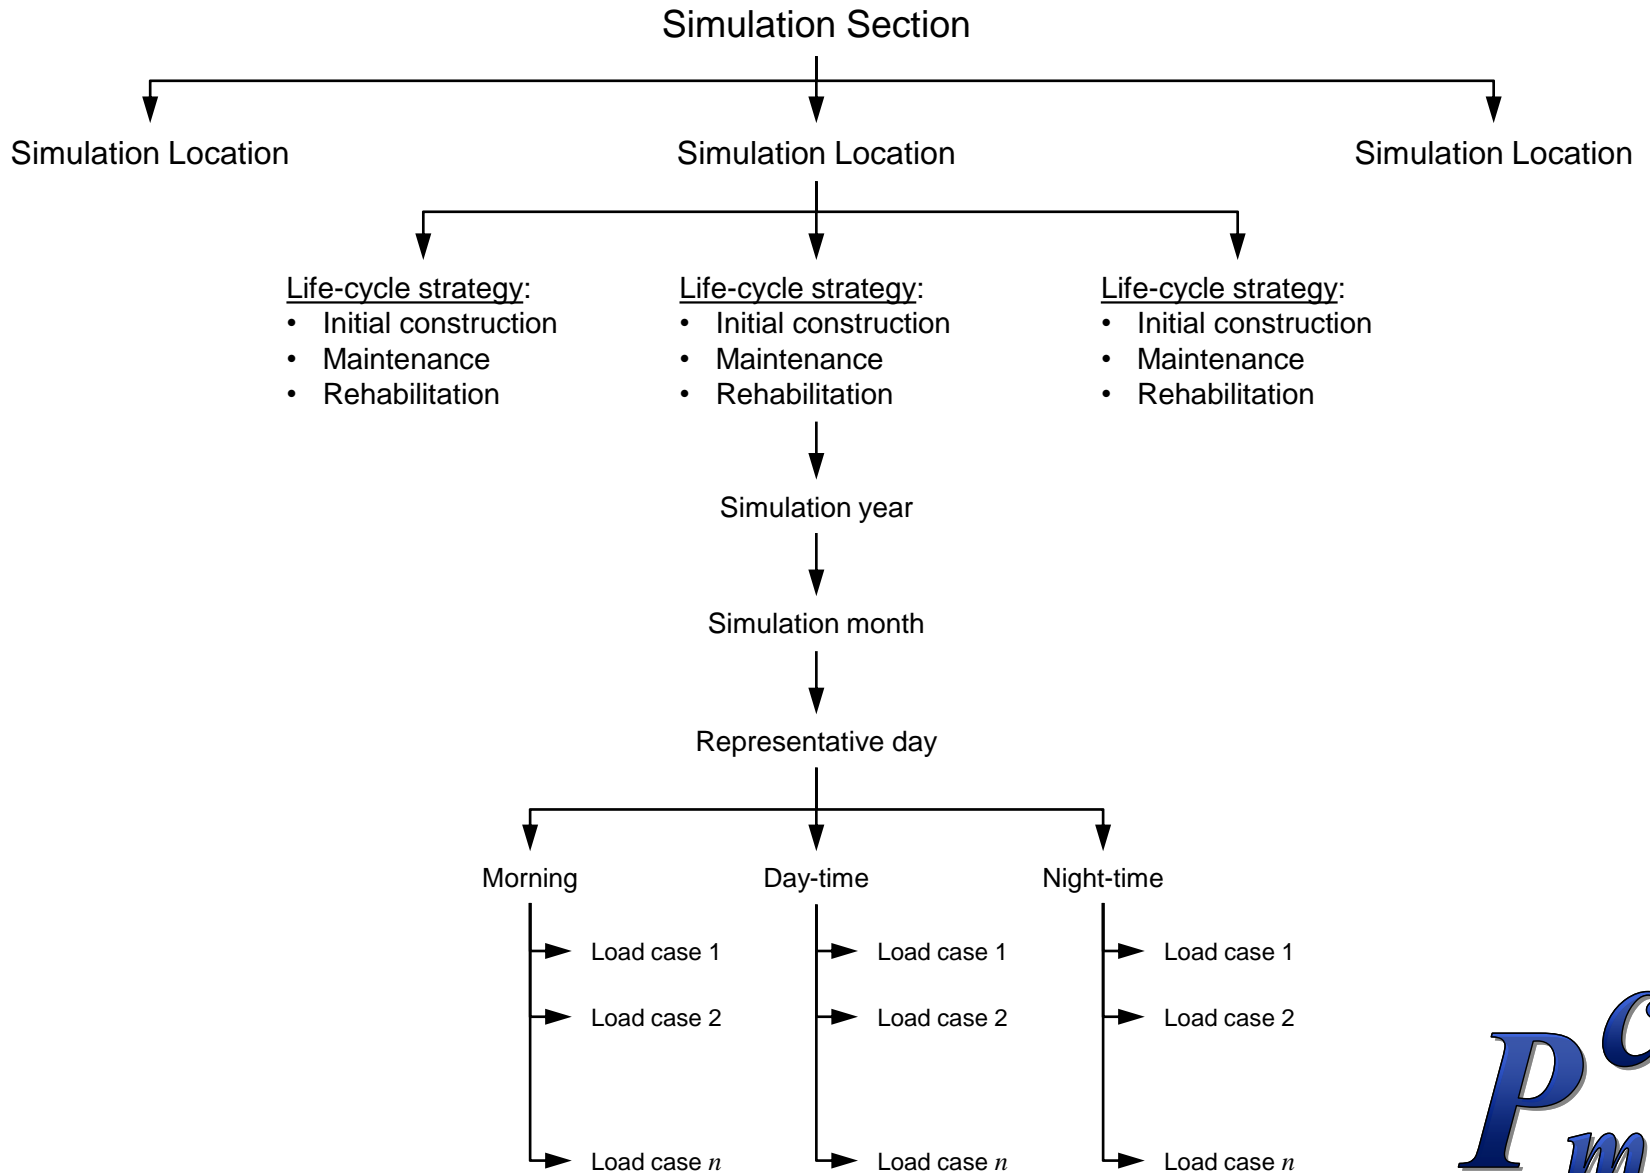 Simulation Section
Simulation Location Simulation Location Simulation Location
Life-cycle strategy: Life-cycle strategy: Life-cycle strategy:
• Initial construction • Initial construction • Initial construction
• Maintenance • Maintenance • Maintenance
• Rehabilitation • Rehabilitation • Rehabilitation
Simulation year
Simulation month
Representative day
Morning Day-time Night-time
Load case 1 Load case 1 Load case 1
Load case 2 Load case 2 Load case 2
Load case n Load case n Load case n
P
m